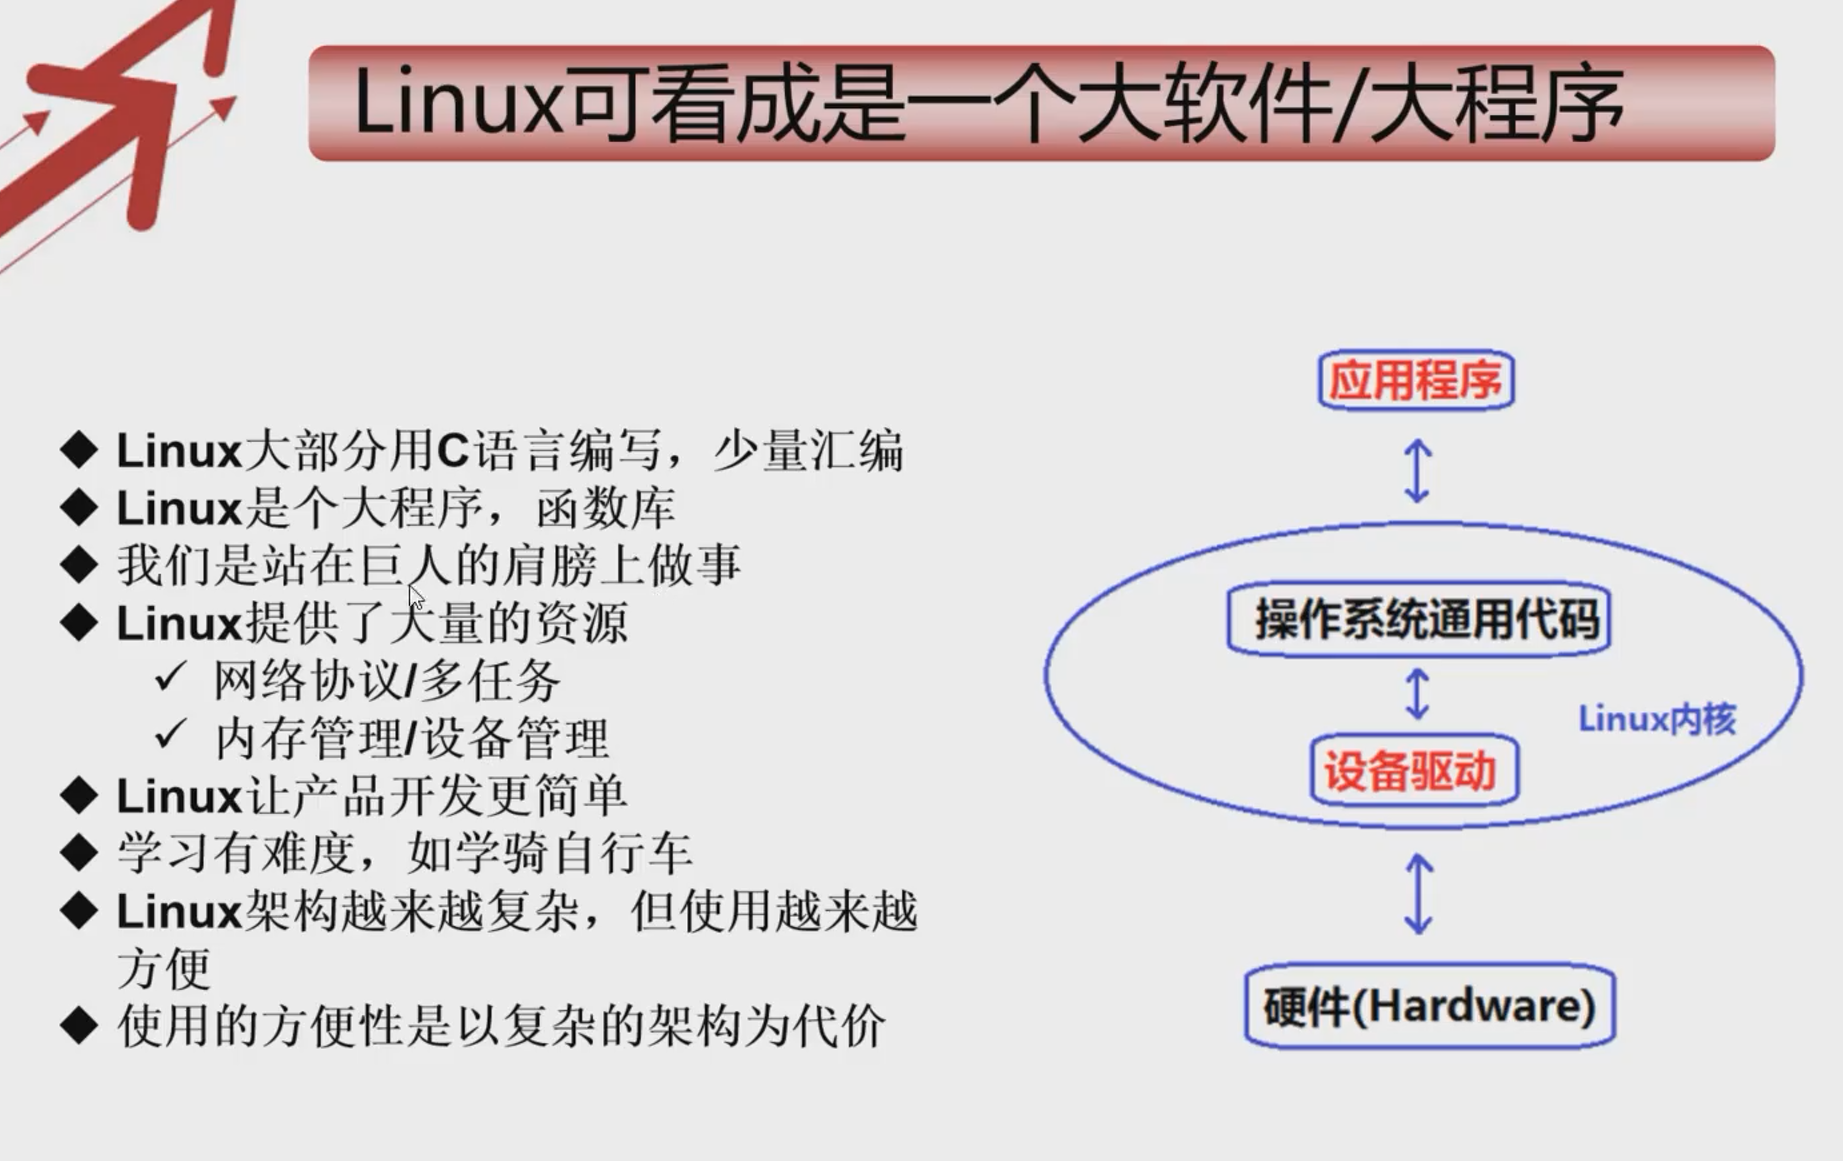 Linux可看成是一个大软件/大程序
Linux大部分用C语言编写，少量汇编
Linux是个大程序，函数库
我们是站在巨人的肩膀上做事
Linux提供了大量的资源
网络协议/多任务
内存管理/设备管理
Linux让产品开发更简单
学习有难度，如学骑自行车
Linux架构越来越复杂，但使用越来越
方便
使用的方便性是以复杂的架构为代价
应用程序
操作系统通用代码
Linux内核
设备驱动
硬件(Hardware)